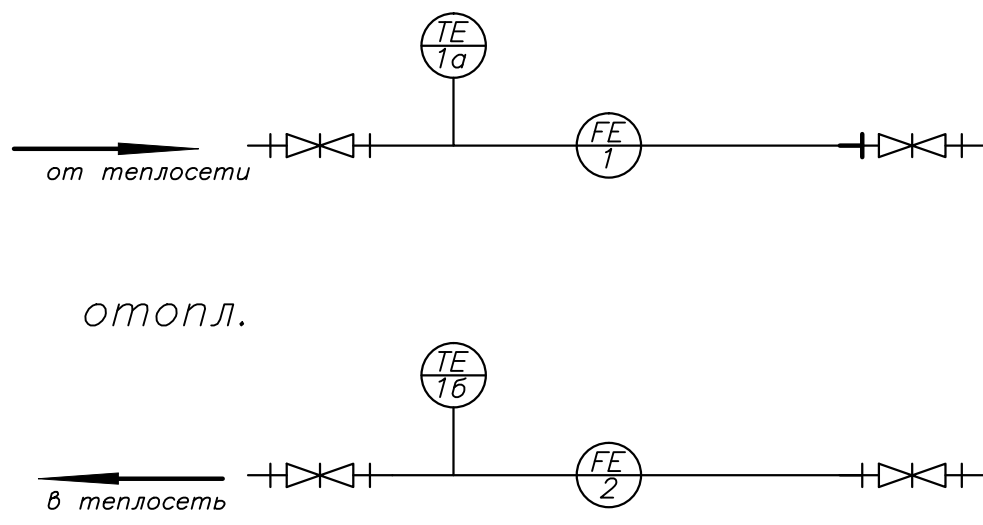 TE
1а
FE
1
от теплосети
отопл.
TE
1б
FE
2
в теплосеть